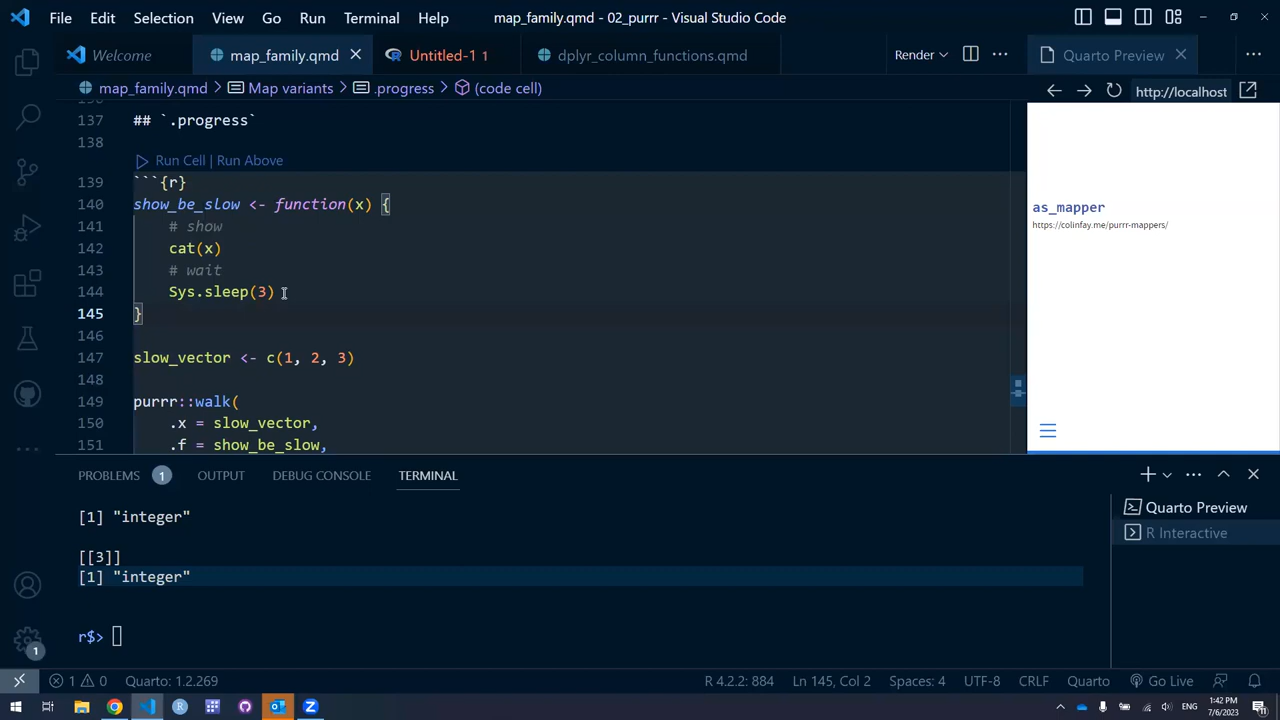 File Edit Selection View Go Run Terminal Help map_family.qmd - 02_purrr - Visual Studio Code
Welcome map_family.qmd Untitled-1 1 dplyr_column_functions.qmd Render Quarto Preview
map_family.qmd > Map variants > .progress > (code cell) http://localhost
137 ## `.progress`
138
Run Cell | Run Above
139 ```{r}
140 show_be_slow <- function(x) {
141 # show
142 cat(x)
143 # wait
144 Sys.sleep(3)
145 }
146
147 slow_vector <- c(1, 2, 3)
148
149 purrr::walk(
150 .x = slow_vector,
151 .f = show_be_slow,
as_mapper
https://colinfay.me/purrr-mappers/
PROBLEMS 1 OUTPUT DEBUG CONSOLE TERMINAL
[1] "integer"
[[3]]
[1] "integer"
r$>
Quarto Preview
R Interactive
1
1 0 Quarto: 1.2.269 R 4.2.2: 884 Ln 145, Col 2 Spaces: 4 UTF-8 CRLF Quarto Go Live
ENG 1:42 PM
7/6/2023 11